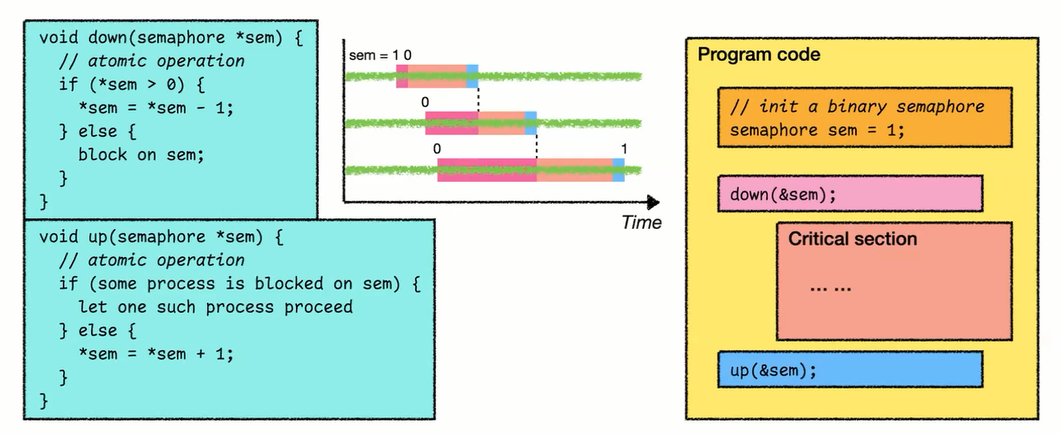 void down(semaphore *sem) {
  // atomic operation
  if (*sem > 0) {
    *sem = *sem - 1;
  } else {
    block on sem;
  }
}
void up(semaphore *sem) {
  // atomic operation
  if (some process is blocked on sem) {
    let one such process proceed
  } else {
    *sem = *sem + 1;
  }
}
sem = 1 0
0
0 1
Time
Program code
// init a binary semaphore
semaphore sem = 1;
down(&sem);
Critical section
... ...
up(&sem);